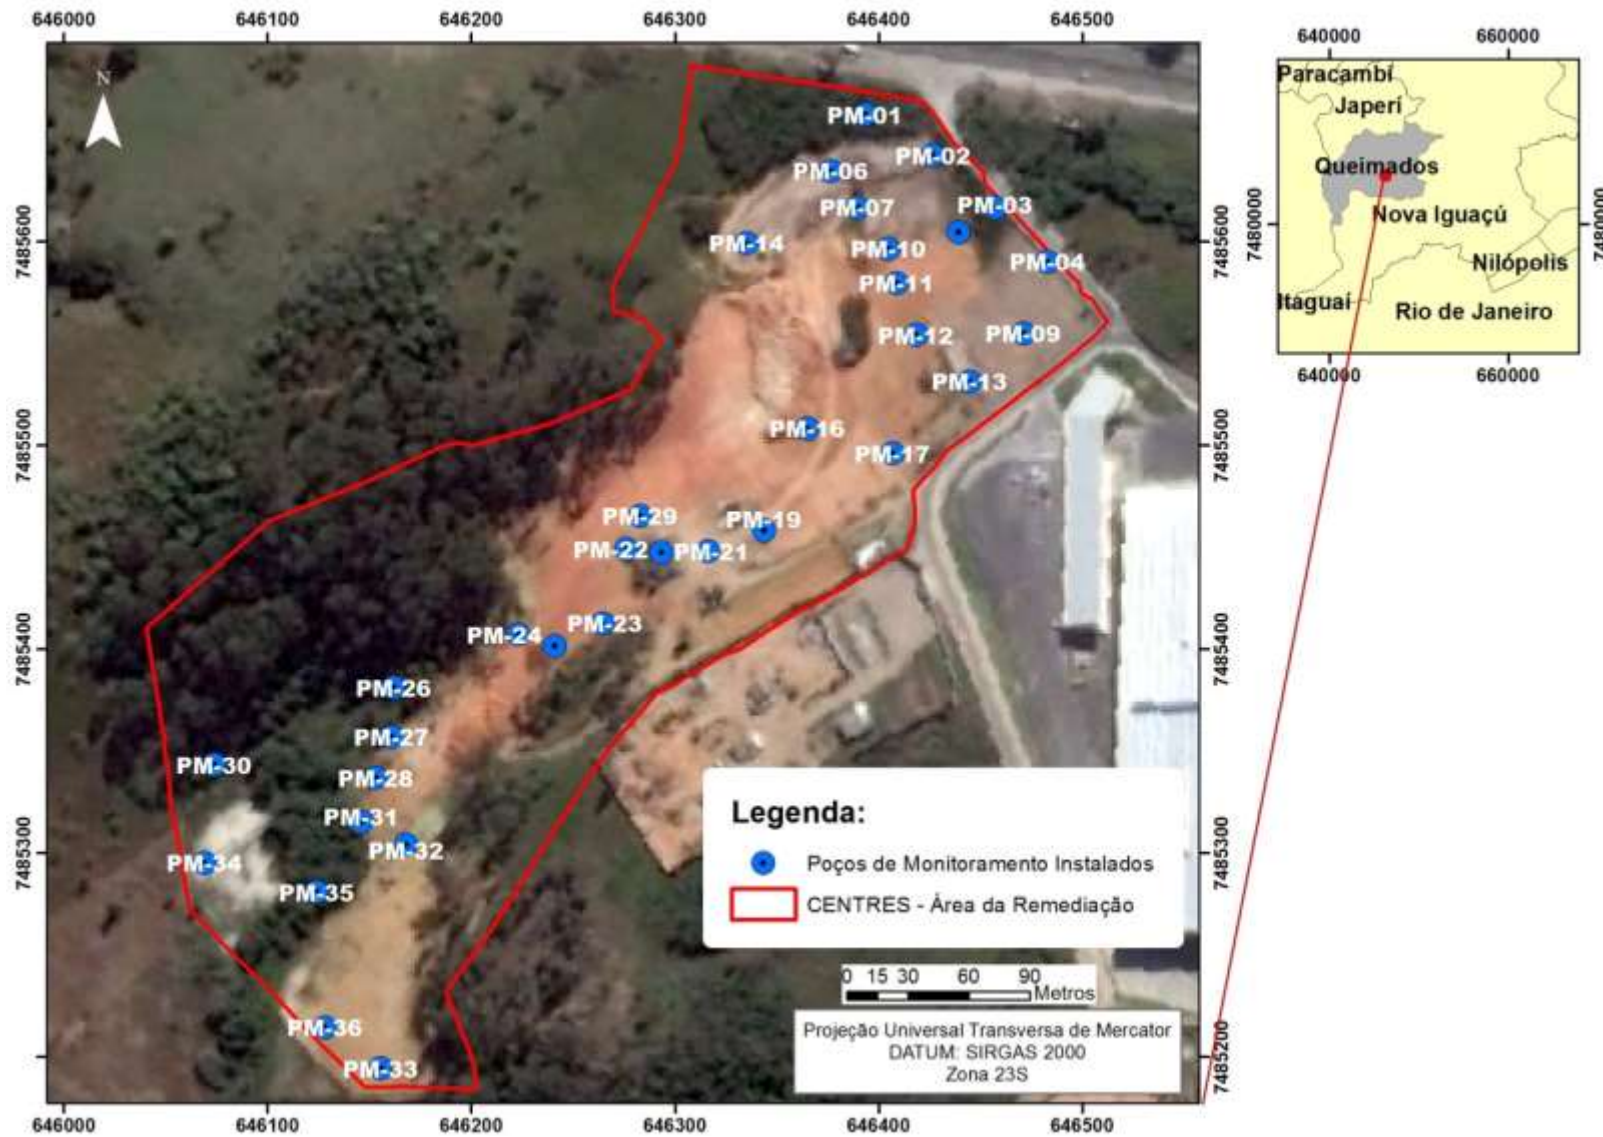 646000 646100 646200 646300 646400 646500
N
PM-01
PM-02
PM-06
PM-03
PM-07
PM-14
PM-10
PM-04
PM-11
PM-12
PM-09
PM-13
PM-16
PM-17
PM-29
PM-19
PM-22
PM-21
PM-23
PM-24
PM-26
PM-27
PM-30
PM-28
PM-31
PM-32
PM-34
PM-35
PM-36
PM-33
7485600
7485500
7485400
7485300
7485600
7485500
7485400
7485300
7485200
Legenda:
Poços de Monitoramento Instalados
CENTRES - Área da Remediação
0 15 30 60 90
Metros
Projeção Universal Transversa de Mercator
DATUM: SIRGAS 2000
Zona 23S
646000 646100 646200 646300 646400 646500
640000 660000
Paracambí
Japerí
Queimados
Nova Iguaçú
Nilópolis
Itaguaí
Rio de Janeiro
7480000
7480000
640000 660000